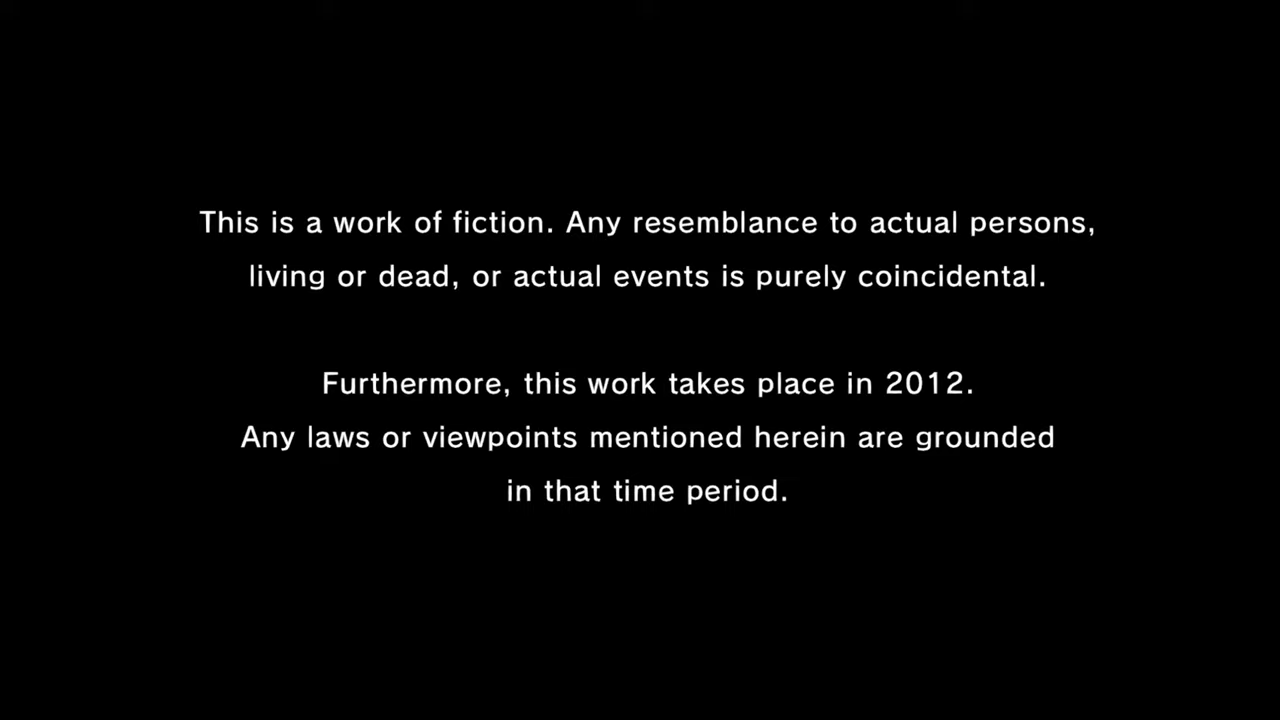 This is a work of fiction. Any resemblance to actual persons,
living or dead, or actual events is purely coincidental.
Furthermore, this work takes place in 2012.
Any laws or viewpoints mentioned herein are grounded
in that time period.